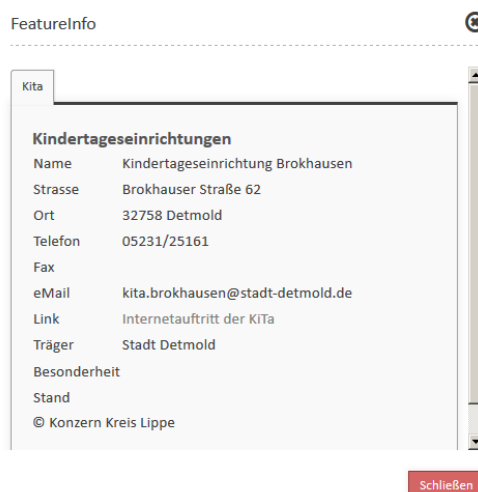 FeatureInfo
Kita
Kindertageseinrichtungen
Name Kindertageseinrichtung Brokhausen
Strasse Brokhauser Straße 62
Ort 32758 Detmold
Telefon 05231/25161
Fax
eMail kita.brokhausen@stadt-detmold.de
Link Internetauftritt der KiTa
Träger Stadt Detmold
Besonderheit
Stand
© Konzern Kreis Lippe
Schließen